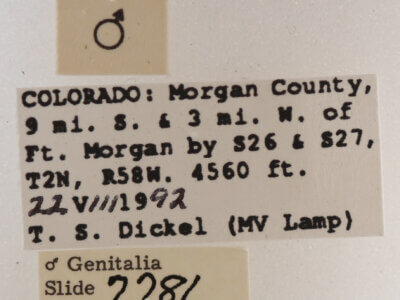 ♂
COLORADO: Morgan County,
9 mi. S. & 3 mi. W. of
Ft. Morgan by S26 & S27,
T2N, R58W. 4560 ft.
22 VIII 1992
T. S. Dickel (MV Lamp)
♂ Genitalia
Slide 7781